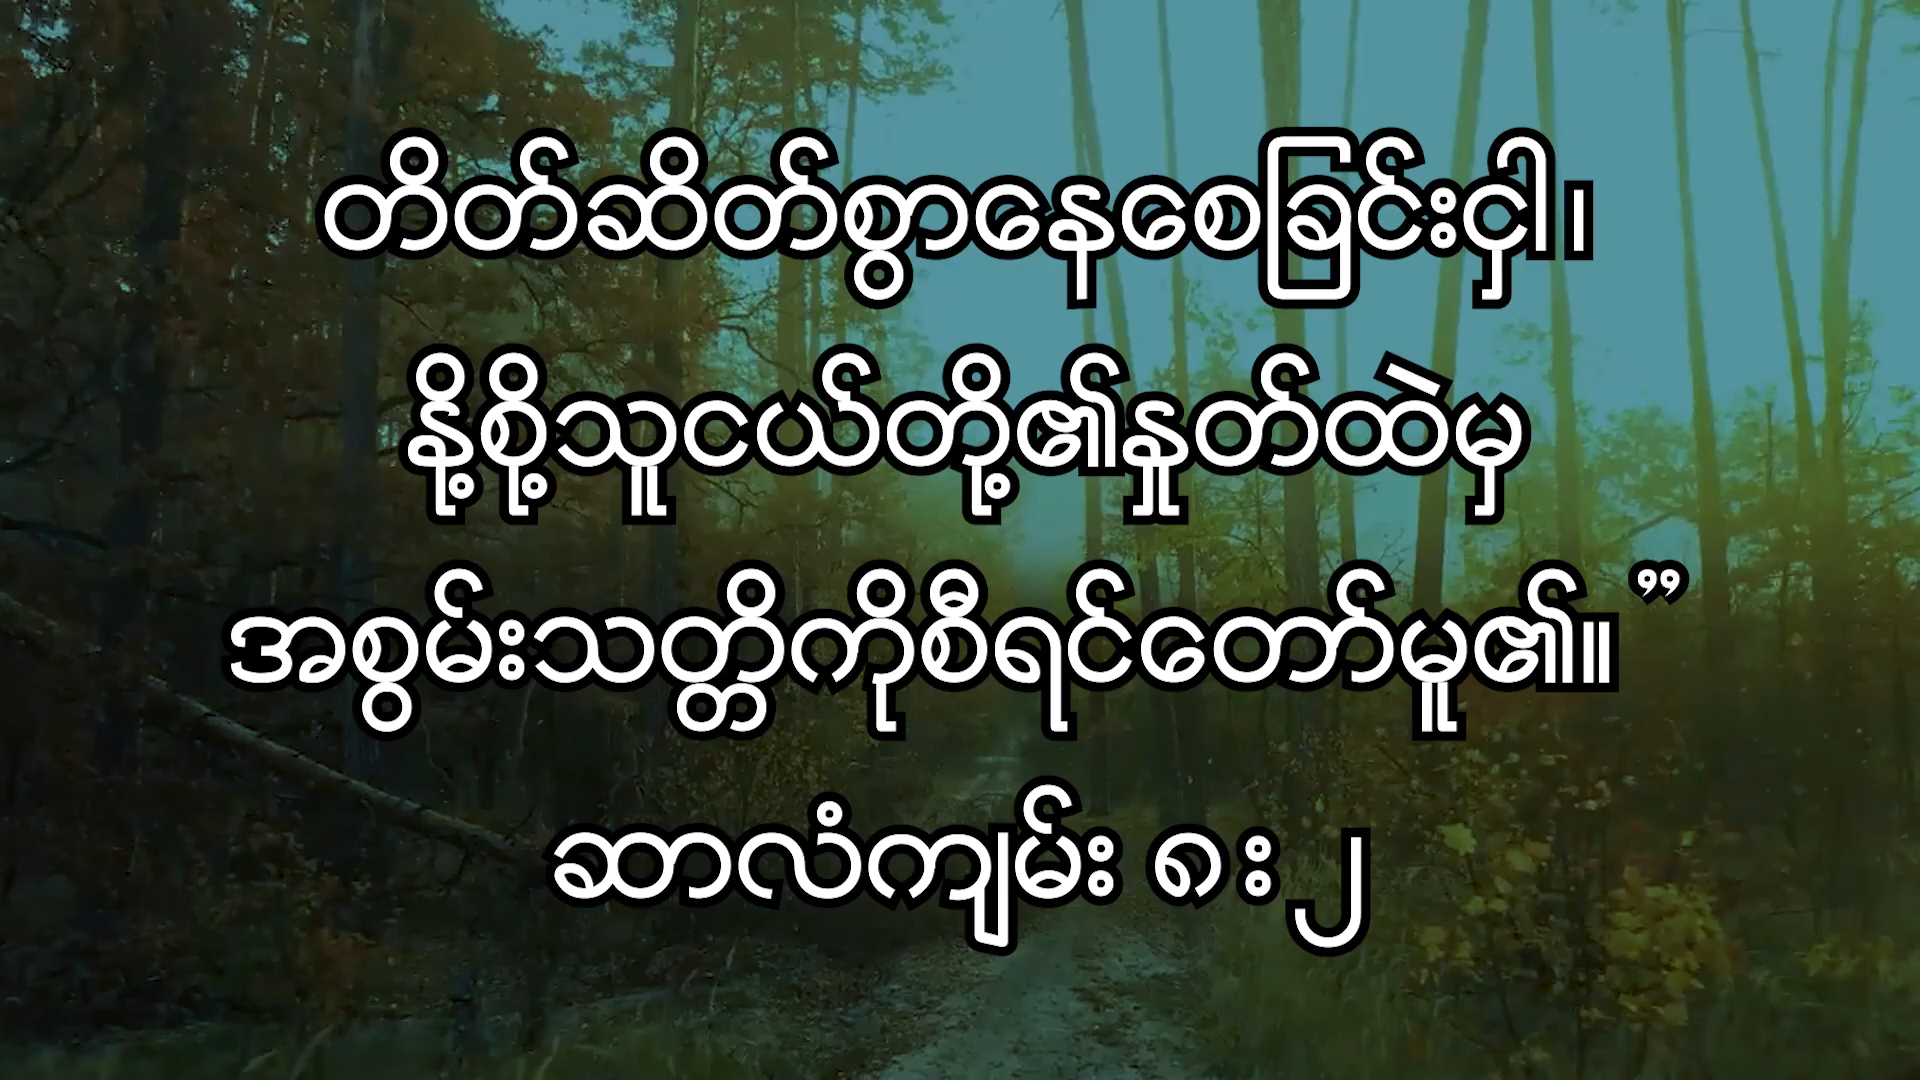 တိတ်ဆိတ်စွာနေစေခြင်းငှါ၊
နို့စို့သူငယ်တို့၏နှုတ်ထဲမှ
အစွမ်းသတ္တိကိုစီရင်တော်မူ၏။”
ဆာလံကျမ်း ၈း၂